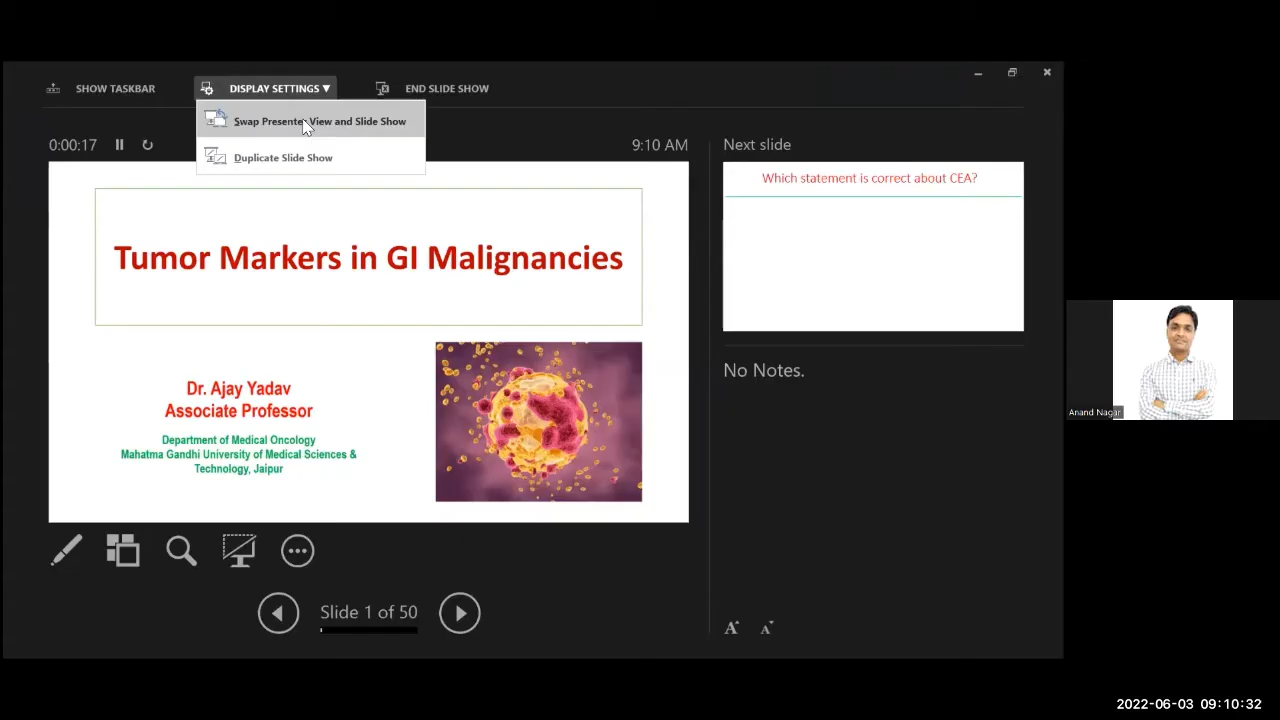 SHOW TASKBAR
DISPLAY SETTINGS ▼
END SLIDE SHOW
Swap Presenter View and Slide Show
Duplicate Slide Show
0:00:17
9:10 AM
Tumor Markers in GI Malignancies
Dr. Ajay Yadav
Associate Professor
Department of Medical Oncology
Mahatma Gandhi University of Medical Sciences &
Technology, Jaipur
Slide 1 of 50
Next slide
Which statement is correct about CEA?
No Notes.
A
A
Anand Nagar
2022-06-03 09:10:32